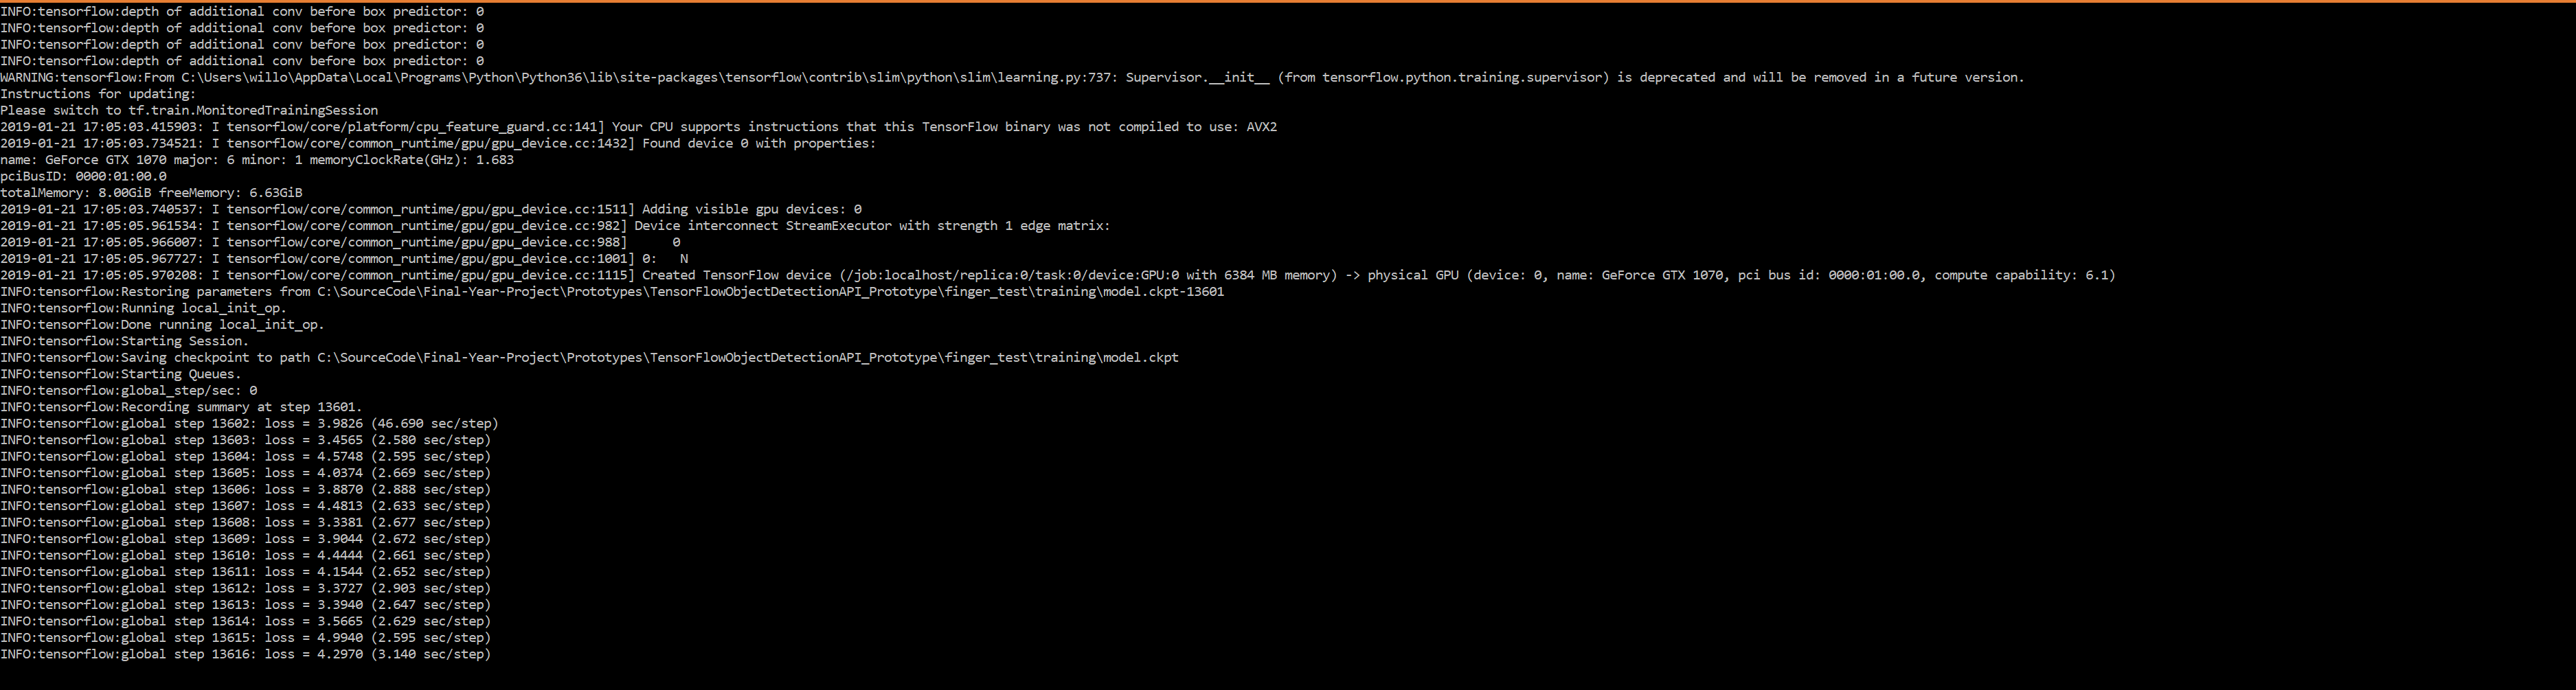 INFO:tensorflow:depth of additional conv before box predictor: 0
INFO:tensorflow:depth of additional conv before box predictor: 0
INFO:tensorflow:depth of additional conv before box predictor: 0
INFO:tensorflow:depth of additional conv before box predictor: 0
WARNING:tensorflow:From C:\Users\willo\AppData\Local\Programs\Python\Python36\lib\site-packages\tensorflow\contrib\slim\python\slim\learning.py:737: Supervisor.__init__ (from tensorflow.python.training.supervisor) is deprecated and will be removed in a future version.
Instructions for updating:
Please switch to tf.train.MonitoredTrainingSession
2019-01-21 17:05:03.415903: I tensorflow/core/platform/cpu_feature_guard.cc:141] Your CPU supports instructions that this TensorFlow binary was not compiled to use: AVX2
2019-01-21 17:05:03.734521: I tensorflow/core/common_runtime/gpu/gpu_device.cc:1432] Found device 0 with properties:
name: GeForce GTX 1070 major: 6 minor: 1 memoryClockRate(GHz): 1.683
pciBusID: 0000:01:00.0
totalMemory: 8.00GiB freeMemory: 6.63GiB
2019-01-21 17:05:03.740537: I tensorflow/core/common_runtime/gpu/gpu_device.cc:1511] Adding visible gpu devices: 0
2019-01-21 17:05:05.961534: I tensorflow/core/common_runtime/gpu/gpu_device.cc:982] Device interconnect StreamExecutor with strength 1 edge matrix:
2019-01-21 17:05:05.966007: I tensorflow/core/common_runtime/gpu/gpu_device.cc:988]      0
2019-01-21 17:05:05.967727: I tensorflow/core/common_runtime/gpu/gpu_device.cc:1001] 0:   N
2019-01-21 17:05:05.970208: I tensorflow/core/common_runtime/gpu/gpu_device.cc:1115] Created TensorFlow device (/job:localhost/replica:0/task:0/device:GPU:0 with 6384 MB memory) -> physical GPU (device: 0, name: GeForce GTX 1070, pci bus id: 0000:01:00.0, compute capability: 6.1)
INFO:tensorflow:Restoring parameters from C:\SourceCode\Final-Year-Project\Prototypes\TensorFlowObjectDetectionAPI_Prototype\finger_test\training\model.ckpt-13601
INFO:tensorflow:Running local_init_op.
INFO:tensorflow:Done running local_init_op.
INFO:tensorflow:Starting Session.
INFO:tensorflow:Saving checkpoint to path C:\SourceCode\Final-Year-Project\Prototypes\TensorFlowObjectDetectionAPI_Prototype\finger_test\training\model.ckpt
INFO:tensorflow:Starting Queues.
INFO:tensorflow:global_step/sec: 0
INFO:tensorflow:Recording summary at step 13601.
INFO:tensorflow:global step 13602: loss = 3.9826 (46.690 sec/step)
INFO:tensorflow:global step 13603: loss = 3.4565 (2.580 sec/step)
INFO:tensorflow:global step 13604: loss = 4.5748 (2.595 sec/step)
INFO:tensorflow:global step 13605: loss = 4.0374 (2.669 sec/step)
INFO:tensorflow:global step 13606: loss = 3.8870 (2.888 sec/step)
INFO:tensorflow:global step 13607: loss = 4.4813 (2.633 sec/step)
INFO:tensorflow:global step 13608: loss = 3.3381 (2.677 sec/step)
INFO:tensorflow:global step 13609: loss = 3.9044 (2.672 sec/step)
INFO:tensorflow:global step 13610: loss = 4.4444 (2.661 sec/step)
INFO:tensorflow:global step 13611: loss = 4.1544 (2.652 sec/step)
INFO:tensorflow:global step 13612: loss = 3.3727 (2.903 sec/step)
INFO:tensorflow:global step 13613: loss = 3.3940 (2.647 sec/step)
INFO:tensorflow:global step 13614: loss = 3.5665 (2.629 sec/step)
INFO:tensorflow:global step 13615: loss = 4.9940 (2.595 sec/step)
INFO:tensorflow:global step 13616: loss = 4.2970 (3.140 sec/step)